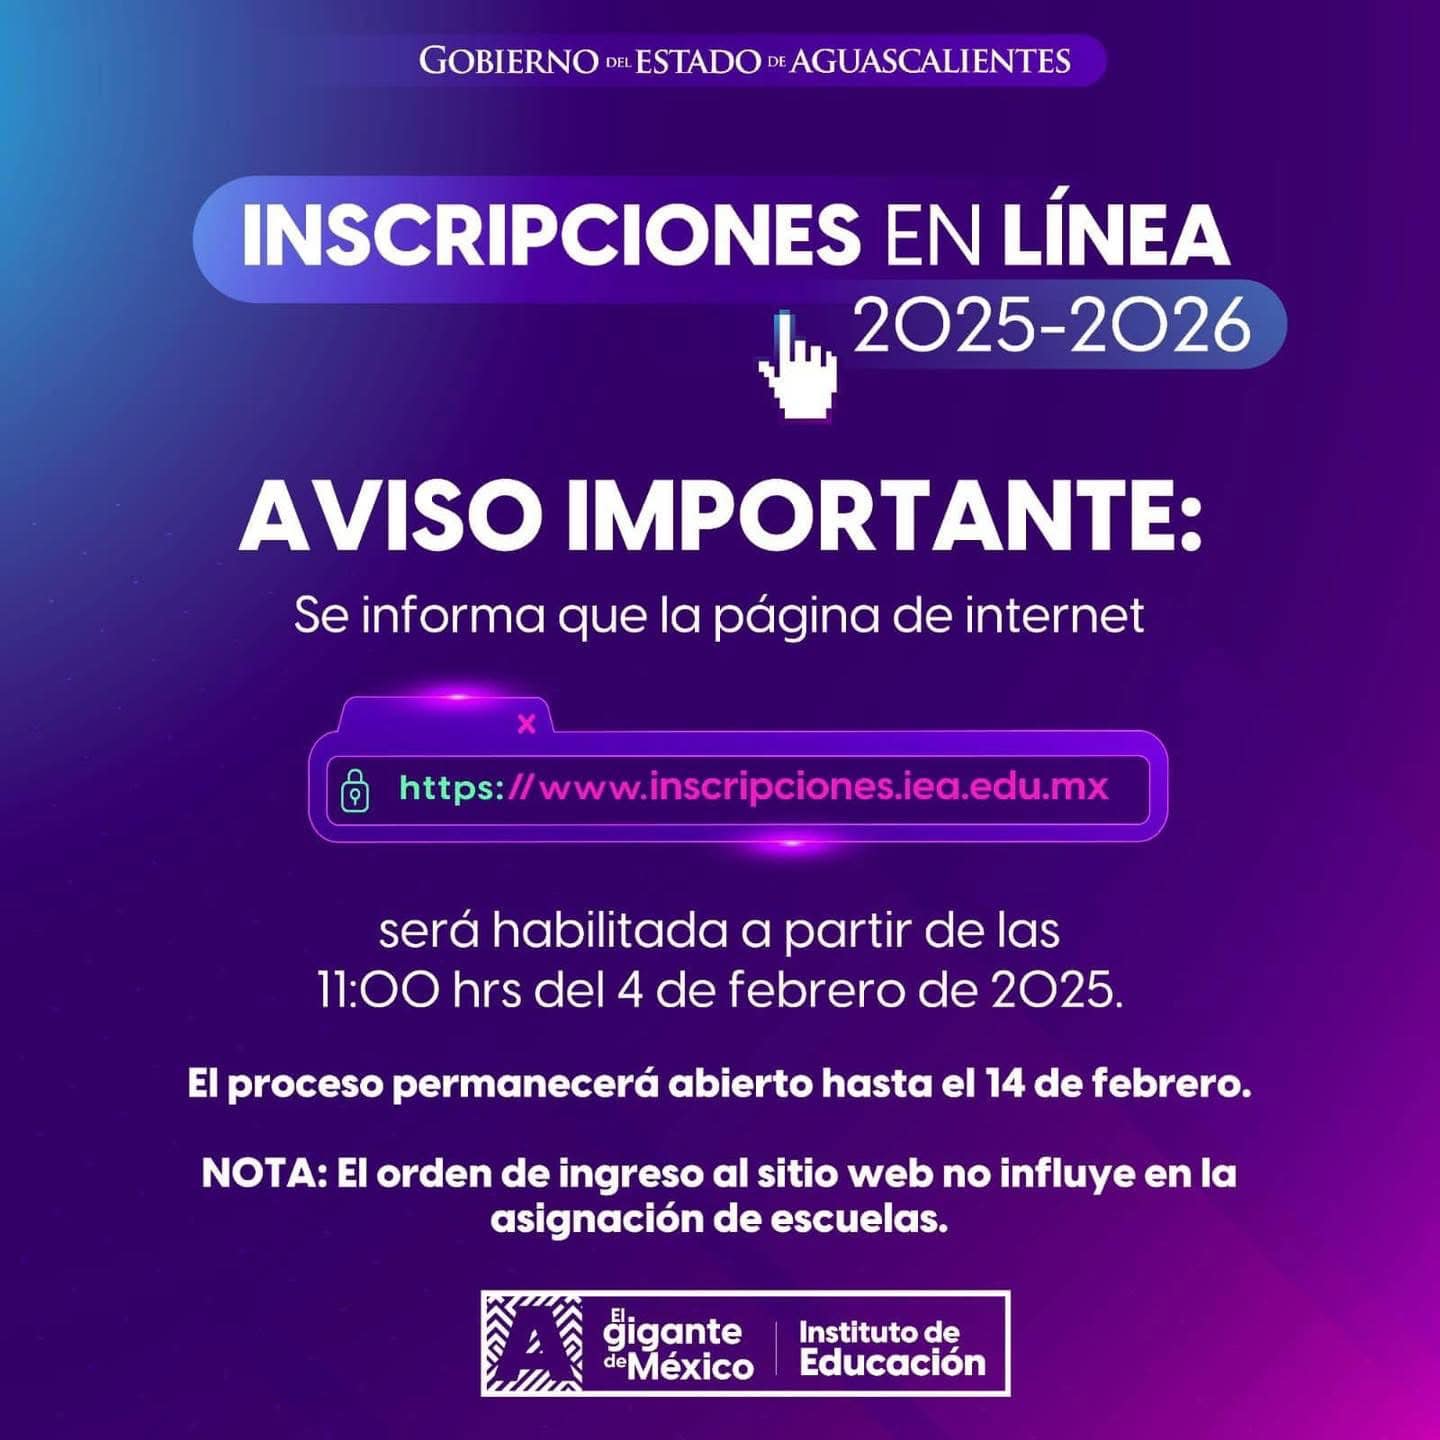 GOBIERNO DEL ESTADO DE AGUASCALIENTES
INSCRIPCIONES EN LÍNEA
2025-2026
AVISO IMPORTANTE:
Se informa que la página de internet
x
https://www.inscripciones.iea.edu.mx
será habilitada a partir de las
11:00 hrs del 4 de febrero de 2025.
El proceso permanecerá abierto hasta el 14 de febrero.
NOTA: El orden de ingreso al sitio web no influye en la
asignación de escuelas.
A
El
gigante
de México
Instituto de
Educación